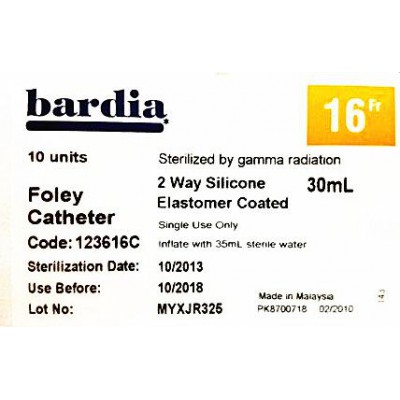 bardia
16 Fr
10 units
Sterilized by gamma radiation
Foley
Catheter
2 Way Silicone
Elastomer Coated
30mL
Single Use Only
Code: 123616C
Inflate with 35mL sterile water
Sterilization Date: 10/2013
Use Before: 10/2018
Made in Malaysia
Lot No: MYXJR325
PK8700718 02/2010